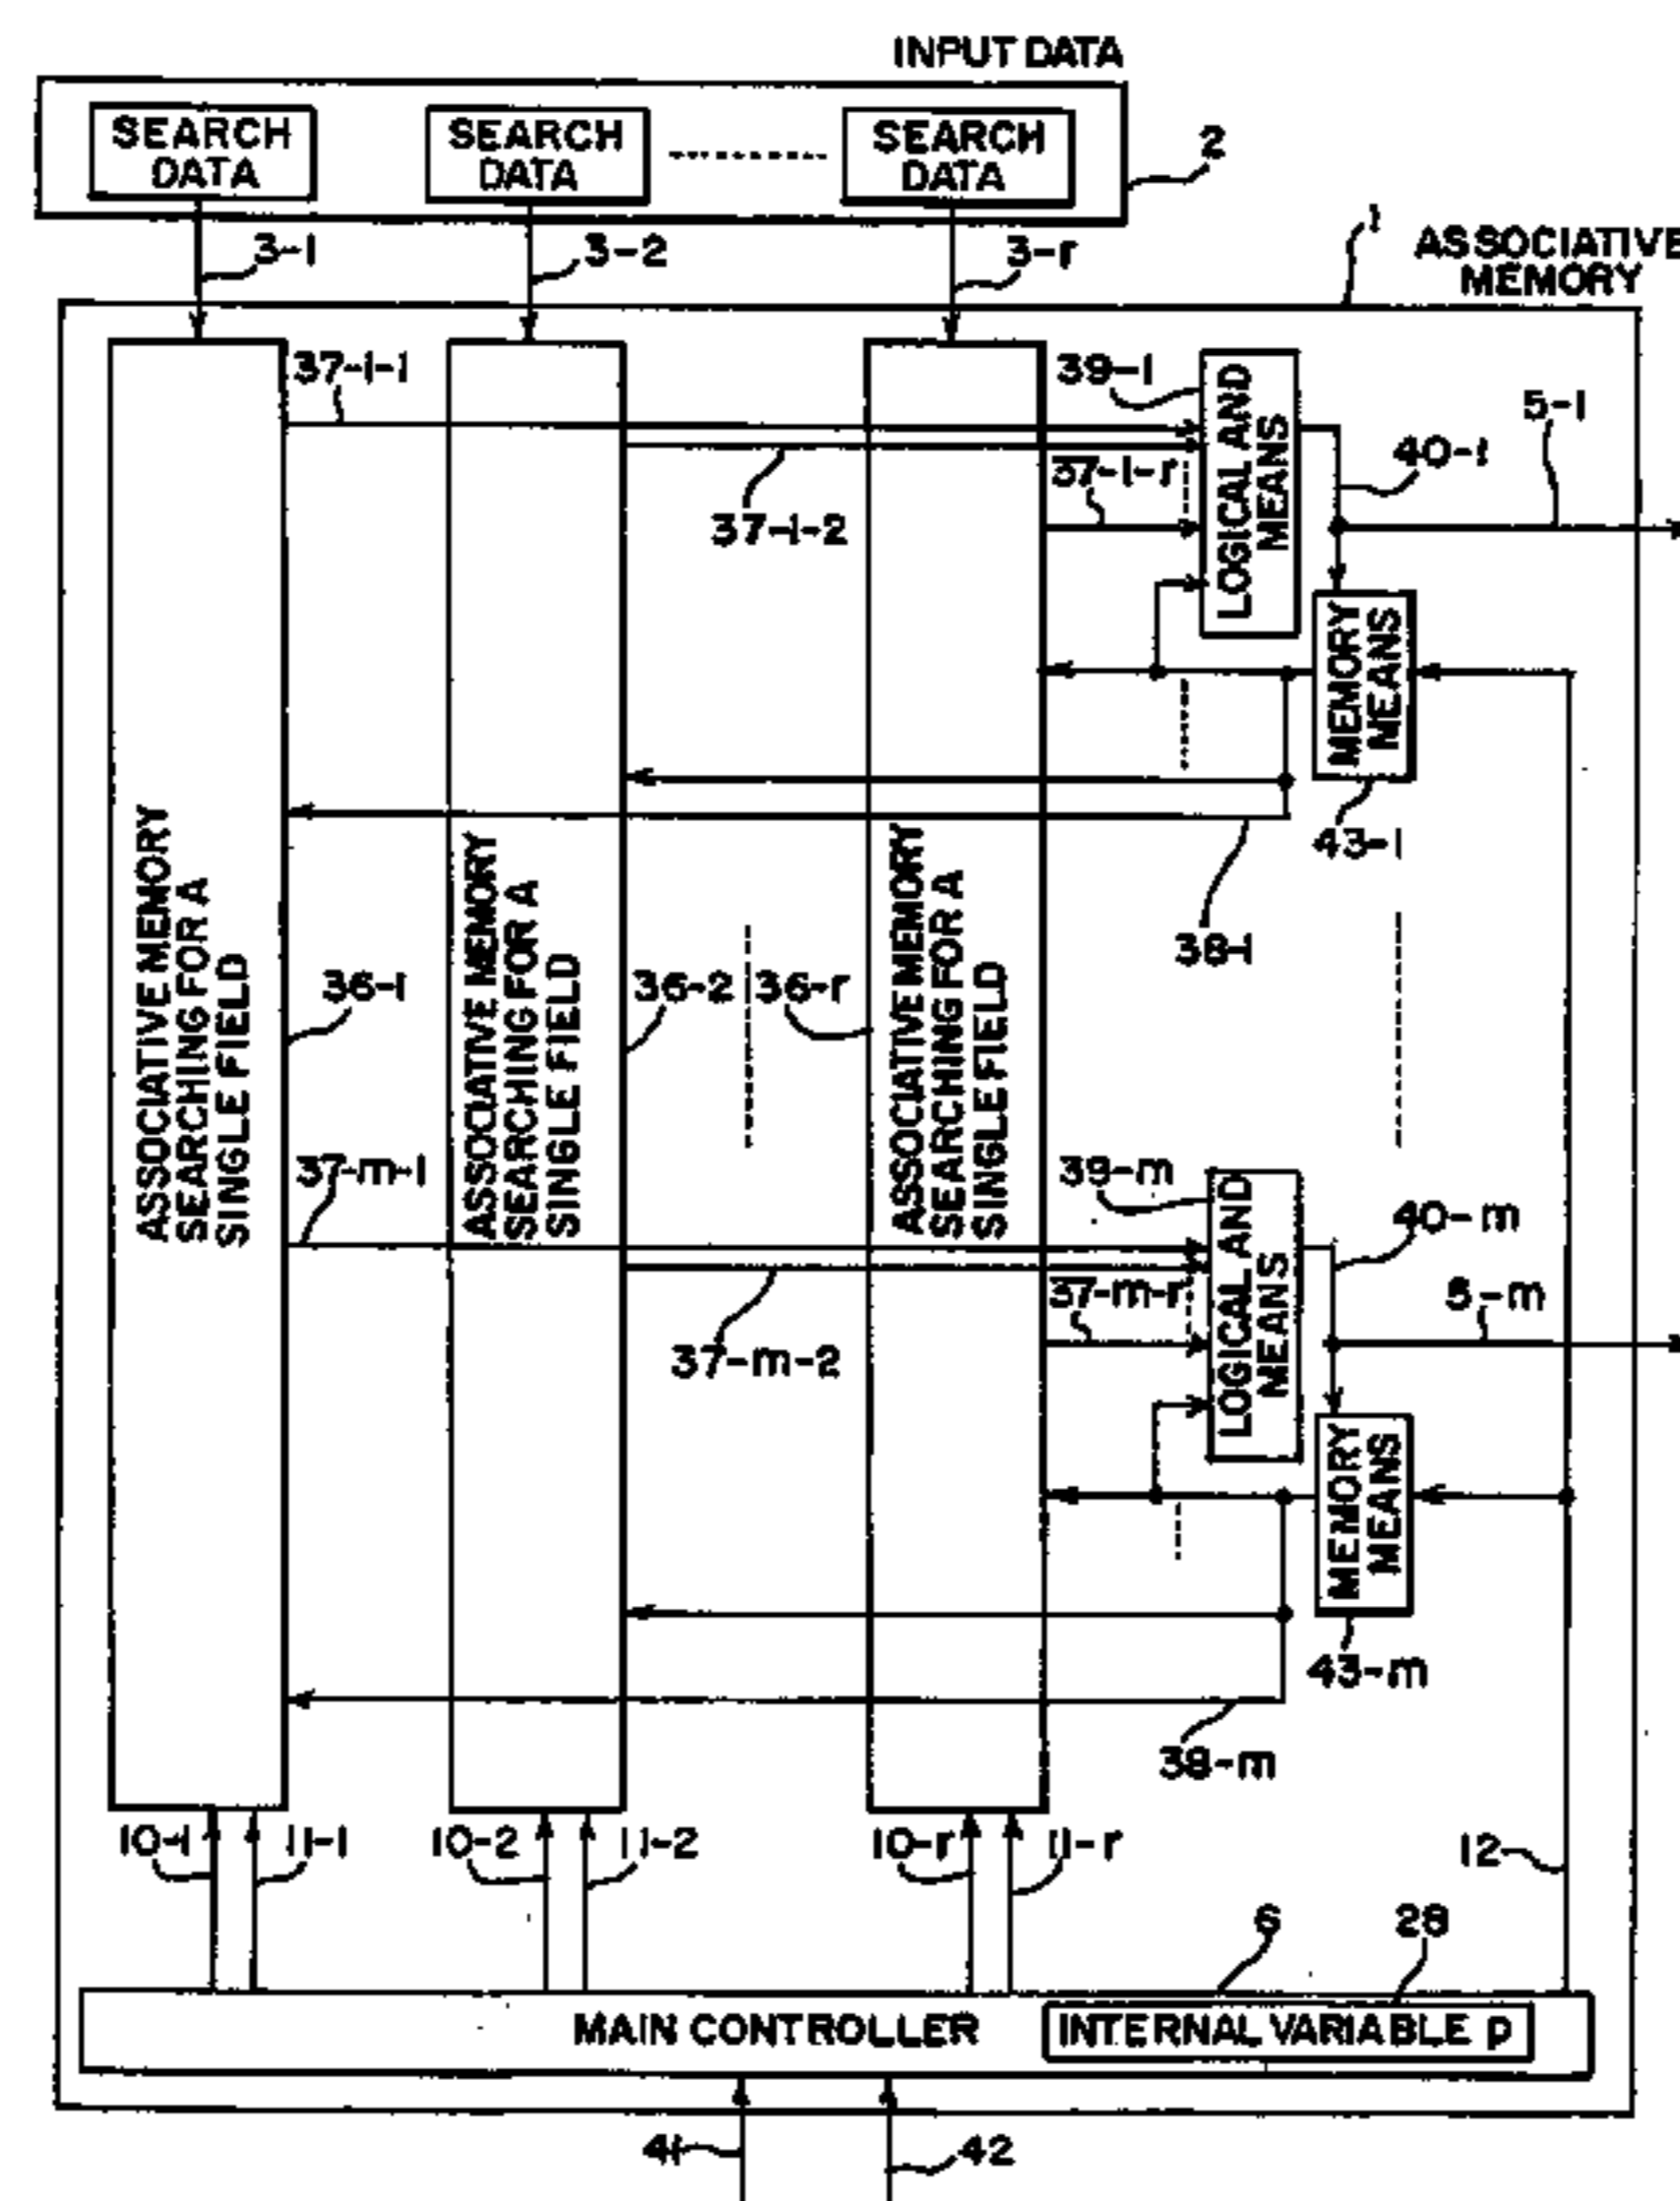 INPUT DATA
SEARCH
DATA
SEARCH
DATA
SEARCH
DATA
2
3-1
3-2
3-r
1
ASSOCIATIVE
MEMORY
37-1-1
39-1
5-1
40-1
37-1-r
37-1-2
LOGICAL AND
MEANS
MEMORY
MEANS
43-1
38-1
ASSOCIATIVE MEMORY
SEARCHING FOR A
SINGLE FIELD
ASSOCIATIVE MEMORY
SEARCHING FOR A
SINGLE FIELD
ASSOCIATIVE MEMORY
SEARCHING FOR A
SINGLE FIELD
36-1
36-2
36-r
37-m-1
39-m
40-m
37-m-r
5-m
37-m-2
LOGICAL AND
MEANS
MEMORY
MEANS
43-m
38-m
10-1
11-1
10-2
11-2
10-r
11-r
12
6
28
MAIN CONTROLLER
INTERNAL VARIABLE p
41
42